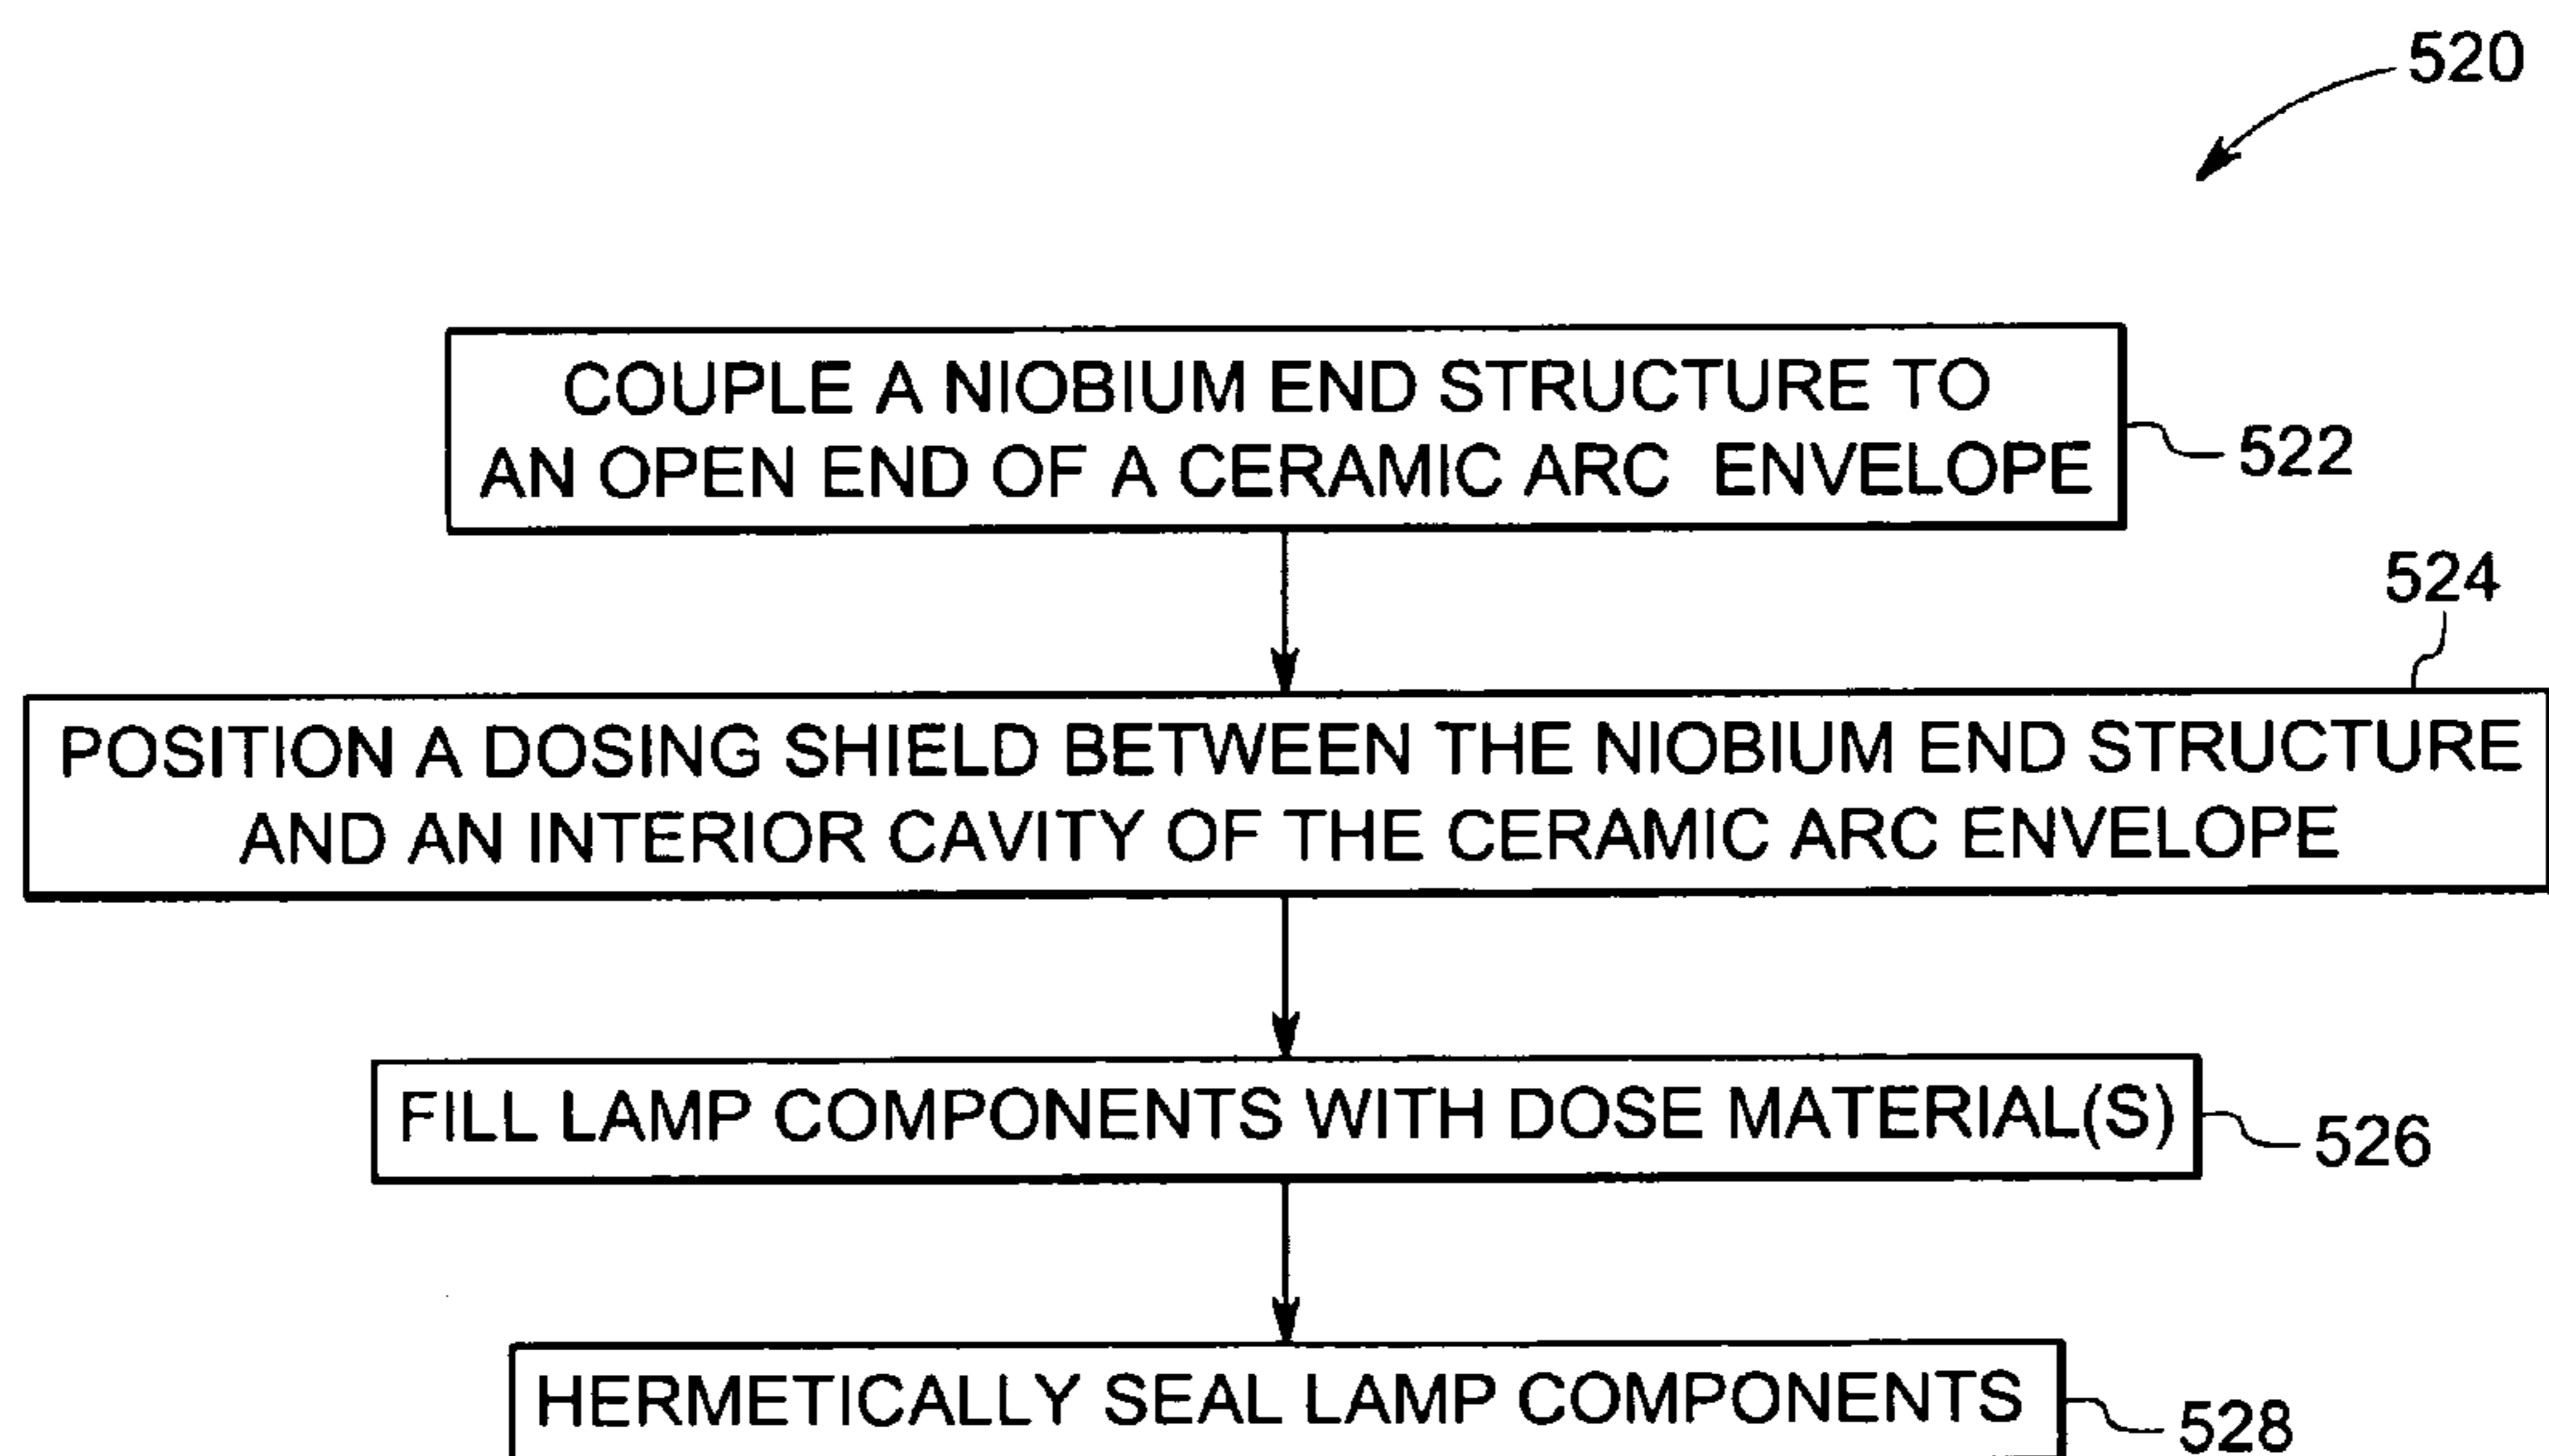 520
COUPLE A NIOBIUM END STRUCTURE TO
AN OPEN END OF A CERAMIC ARC ENVELOPE
522
524
POSITION A DOSING SHIELD BETWEEN THE NIOBIUM END STRUCTURE
AND AN INTERIOR CAVITY OF THE CERAMIC ARC ENVELOPE
FILL LAMP COMPONENTS WITH DOSE MATERIAL(S)
526
HERMETICALLY SEAL LAMP COMPONENTS
528